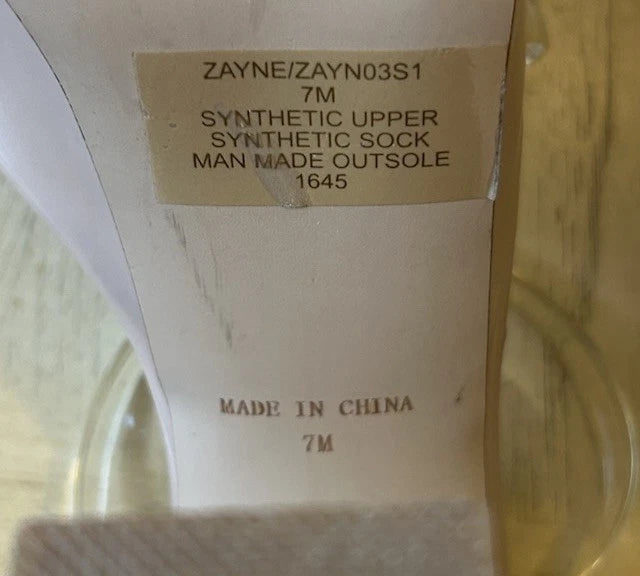 ZAYNE/ZAYN03S1
7M
SYNTHETIC UPPER
SYNTHETIC SOCK
MAN MADE OUTSOLE
1645
MADE IN CHINA
7M